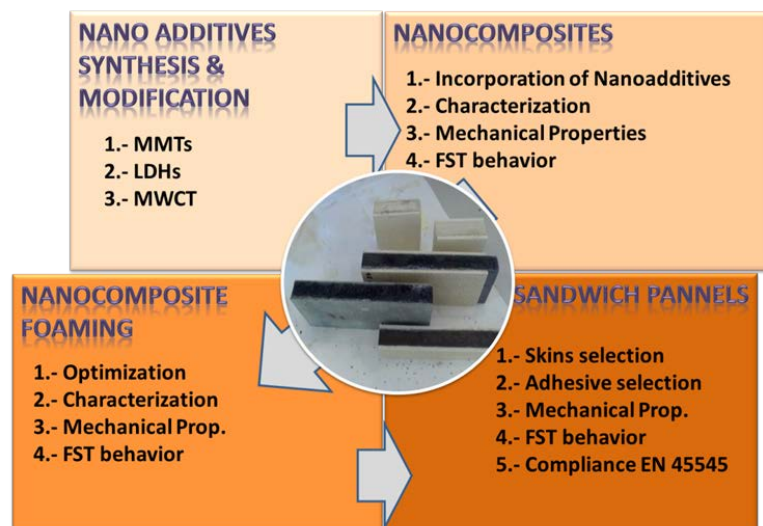 NANO ADDITIVES
SYNTHESIS &
MODIFICATION
1.- MMTs
2.- LDHs
3.- MWCT
NANOCOMPOSITES
1.- Incorporation of Nanoadditives
2.- Characterization
3.- Mechanical Properties
4.- FST behavior
NANOCOMPOSITE
FOAMING
1.- Optimization
2.- Characterization
3.- Mechanical Prop.
4.- FST behavior
SANDWICH PANNELS
1.- Skins selection
2.- Adhesive selection
3.- Mechanical Prop.
4.- FST behavior
5.- Compliance EN 45545